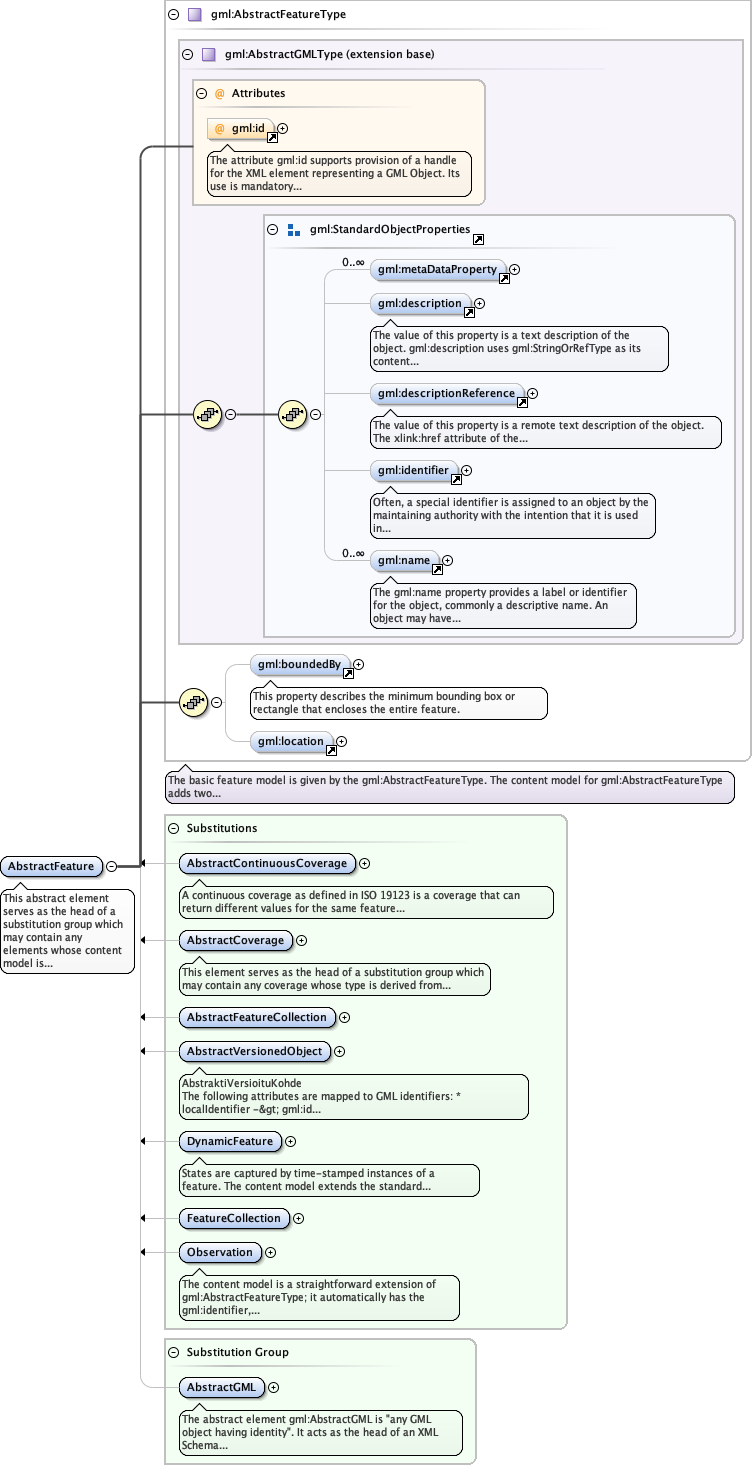 gml:AbstractFeatureType
gml:AbstractGMLType (extension base)
Attributes
@ gml:id
The attribute gml:id supports provision of a handle
for the XML element representing a GML Object. Its
use is mandatory...
gml:StandardObjectProperties
0..∞
gml:metaDataProperty
gml:description
The value of this property is a text description of the
object. gml:description uses gml:StringOrRefType as its
content...
gml:descriptionReference
The value of this property is a remote text description of the object.
The xlink:href attribute of the...
gml:identifier
Often, a special identifier is assigned to an object by the
maintaining authority with the intention that it is used
in...
0..∞
gml:name
The gml:name property provides a label or identifier
for the object, commonly a descriptive name. An
object may have...
gml:boundedBy
This property describes the minimum bounding box or
rectangle that encloses the entire feature.
gml:location
The basic feature model is given by the gml:AbstractFeatureType. The content model for gml:AbstractFeatureType
adds two...
AbstractFeature
This abstract element
serves as the head of a
substitution group which
may contain any
elements whose content
model is...
Substitutions
AbstractContinuousCoverage
A continuous coverage as defined in ISO 19123 is a coverage that can
return different values for the same feature...
AbstractCoverage
This element serves as the head of a substitution group which
may contain any coverage whose type is derived from...
AbstractFeatureCollection
AbstractVersionedObject
AbstraktiVersioituKohde
The following attributes are mapped to GML identifiers: *
localIdentifier -&gt; gml:id...
DynamicFeature
States are captured by time-stamped instances of a
feature. The content model extends the standard...
FeatureCollection
Observation
The content model is a straightforward extension of
gml:AbstractFeatureType; it automatically has the
gml:identifier,...
Substitution Group
AbstractGML
The abstract element gml:AbstractGML is "any GML
object having identity". It acts as the head of an XML
Schema...